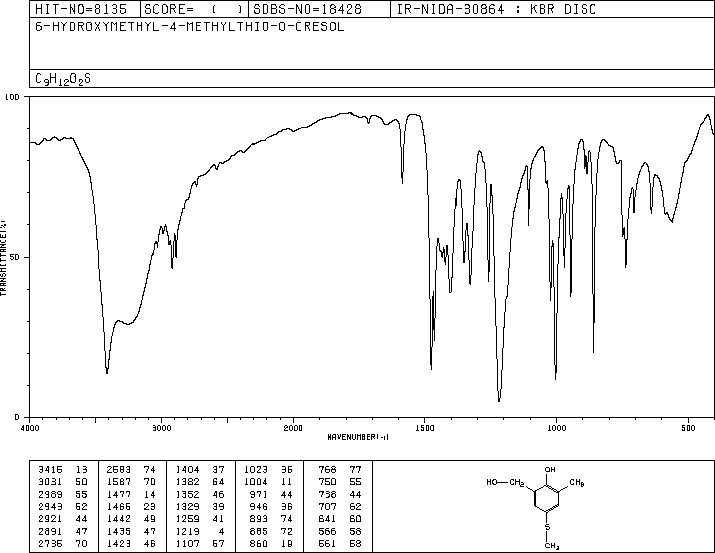 HIT-NO=8135 SCORE= ( ) SDBS-NO=18428 IR-NIDA-30864 : KBR DISC
6-HYDROXYMETHYL-4-METHYLTHIO-O-CRESOL
C9H12O2S
100
50
0
TRANSMITTANCE(%)
4000 3000 2000 1500 1000 500
WAVENUMBER(-1)
3416 13 2583 74 1404 37 1023 36 768 77
3031 50 1587 70 1382 64 1004 11 750 55
2989 55 1477 14 1352 46 971 44 738 44
2943 52 1466 23 1329 39 946 36 707 62
2921 44 1442 49 1259 41 893 74 641 60
2891 47 1435 47 1219 4 885 72 566 58
2735 70 1423 46 1107 57 860 19 561 58
OH
HO-CH2
CH3
S
CH3